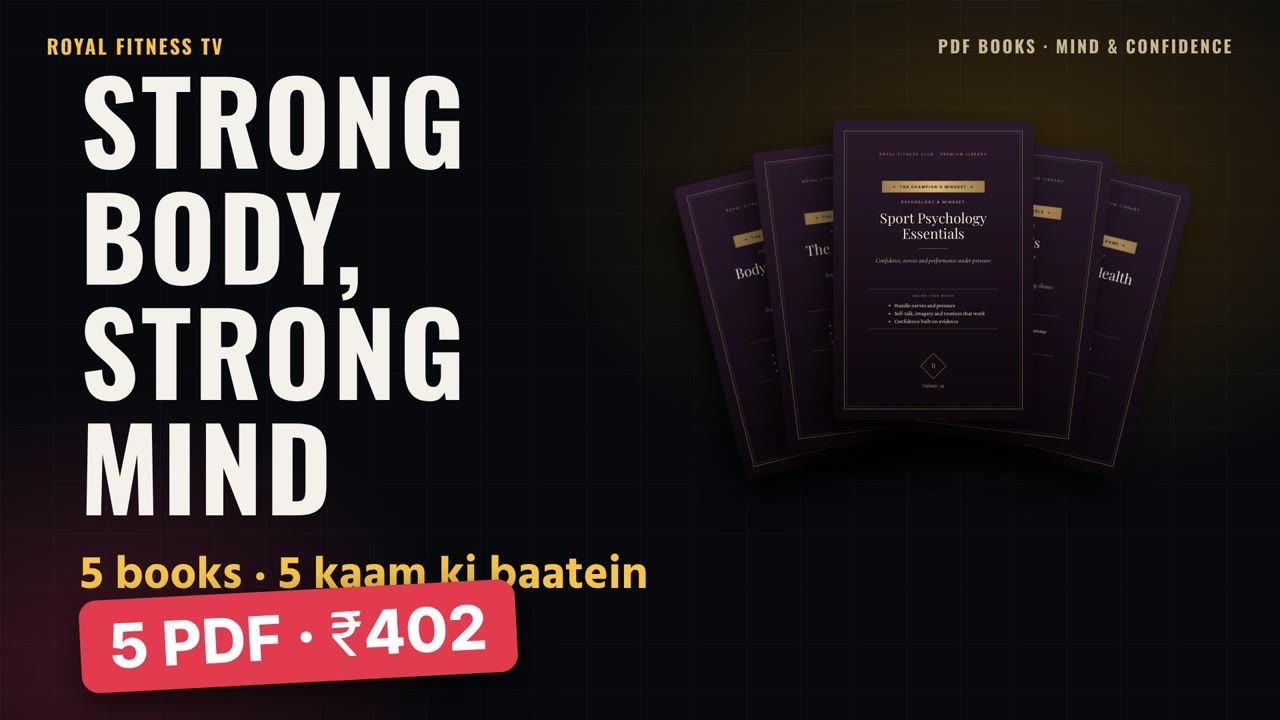 ROYAL FITNESS TV
PDF BOOKS · MIND & CONFIDENCE
STRONG
BODY,
STRONG
MIND
5 books · 5 kaam ki baatein
5 PDF · ₹402
ROYAL FITNESS CLUB · PREMIUM LIBRARY
THE CHAMPION'S MINDSET
PSYCHOLOGY & MINDSET
Sport Psychology
Essentials
Confidence, nerves and performance under pressure
INSIDE THIS BOOK
Handle nerves and pressure
Self-talk, imagery and routines that work
Confidence built on evidence
R
Body
The